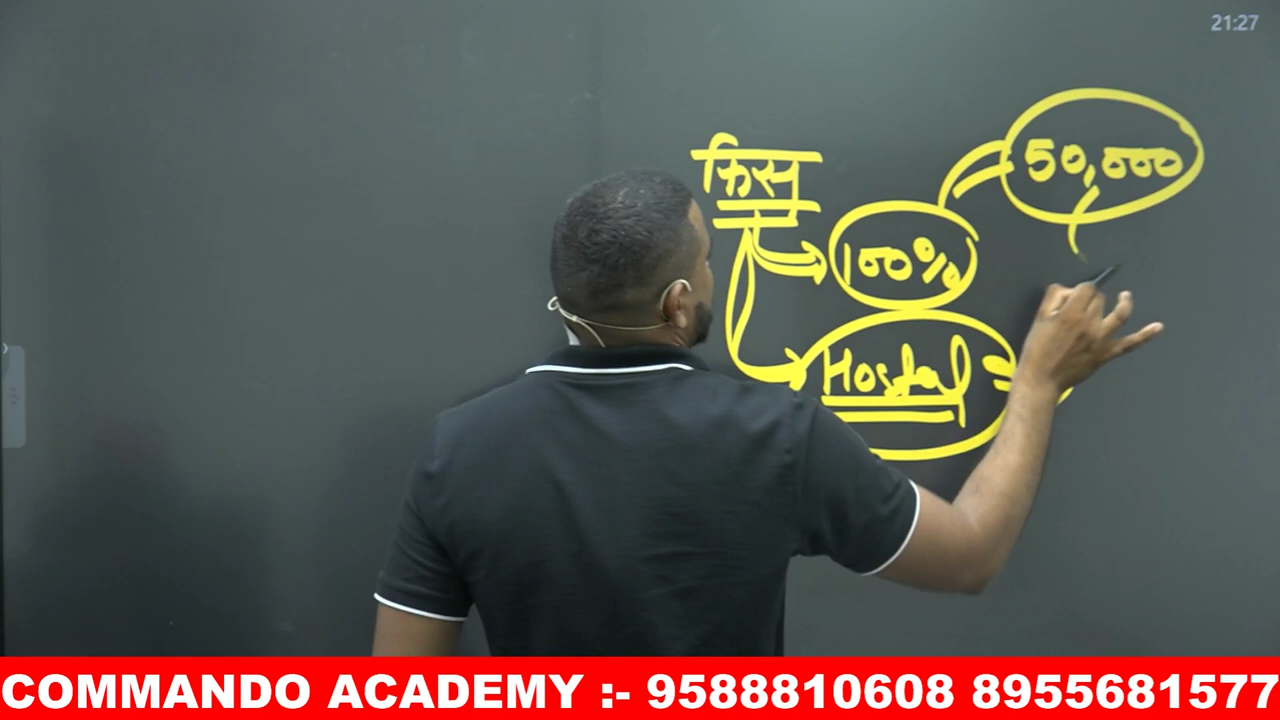 21:27
किस
50,000
100%
Hostal
COMMANDO ACADEMY :- 9588810608 8955681577